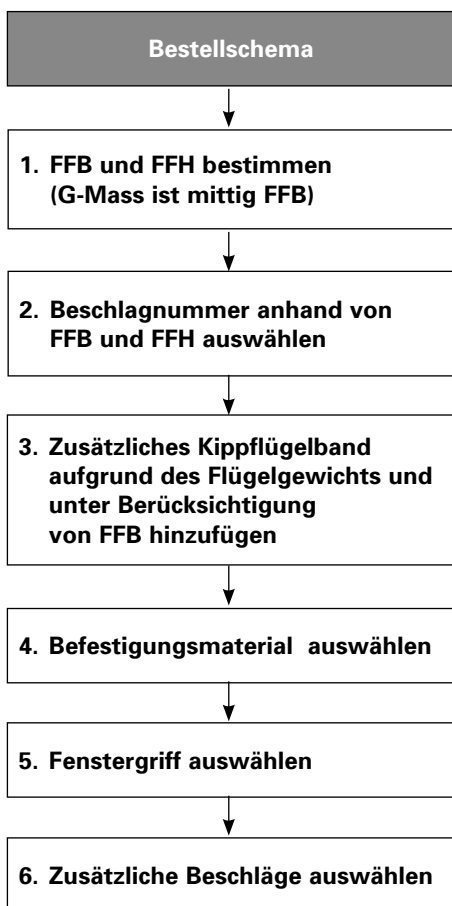 Bestellschema
1. FFB und FFH bestimmen
(G-Mass ist mittig FFB)
2. Beschlagnummer anhand von
FFB und FFH auswählen
3. Zusätzliches Kippflügelband
aufgrund des Flügelgewichts und
unter Berücksichtigung
von FFB hinzufügen
4. Befestigungsmaterial auswählen
5. Fenstergriff auswählen
6. Zusätzliche Beschläge auswählen